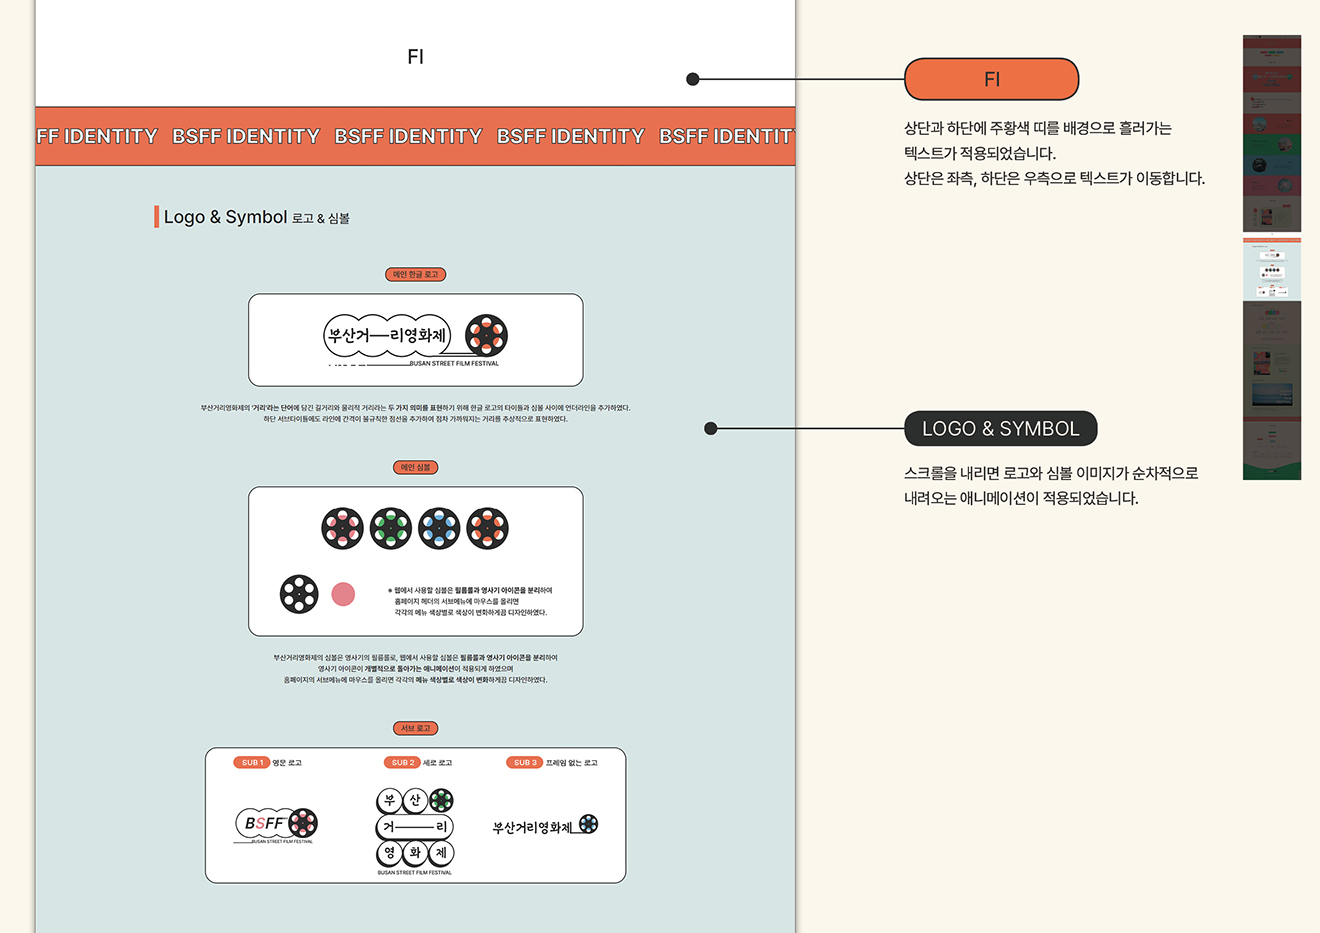 FI
FF IDENTITY BSFF IDENTITY BSFF IDENTITY BSFF IDENTITY BSFF IDENTIT
Logo & Symbol 로고 & 심볼
메인 한글 로고
부산거—리영화제
BUSAN STREET FILM FESTIVAL
부산거리영화제의 '거리'라는 단어에 담긴 길거리와 물리적 거리라는 두 가지 의미를 표현하기 위해 한글 로고의 타이틀과 심볼 사이에 언더라인을 추가하였다.
하단 서브타이틀에도 라인에 간격이 불규칙한 점선을 추가하여 점차 가까워지는 거리를 추상적으로 표현하였다.
메인 심볼
※ 웹에서 사용할 심볼은 필름롤과 영사기 아이콘을 분리하여
홈페이지 헤더의 서브메뉴에 마우스를 올리면
각각의 메뉴 색상별로 색상이 변화하게끔 디자인하였다.
부산거리영화제의 심볼은 영사기의 필름롤로, 웹에서 사용할 심볼은 필름롤과 영사기 아이콘을 분리하여
영사기 아이콘이 개별적으로 돌아가는 애니메이션이 적용되게 하였으며
홈페이지의 서브메뉴에 마우스를 올리면 각각의 메뉴 색상별로 색상이 변화하게끔 디자인하였다.
서브 로고
SUB 1 영문 로고
BSFF
BUSAN STREET FILM FESTIVAL
SUB 2 세로 로고
부 산
거—리
영 화 제
BUSAN STREET FILM FESTIVAL
SUB 3 프레임 없는 로고
부산거리영화제
FI
상단과 하단에 주황색 띠를 배경으로 흘러가는
텍스트가 적용되었습니다.
상단은 좌측, 하단은 우측으로 텍스트가 이동합니다.
LOGO & SYMBOL
스크롤을 내리면 로고와 심볼 이미지가 순차적으로
내려오는 애니메이션이 적용되었습니다.